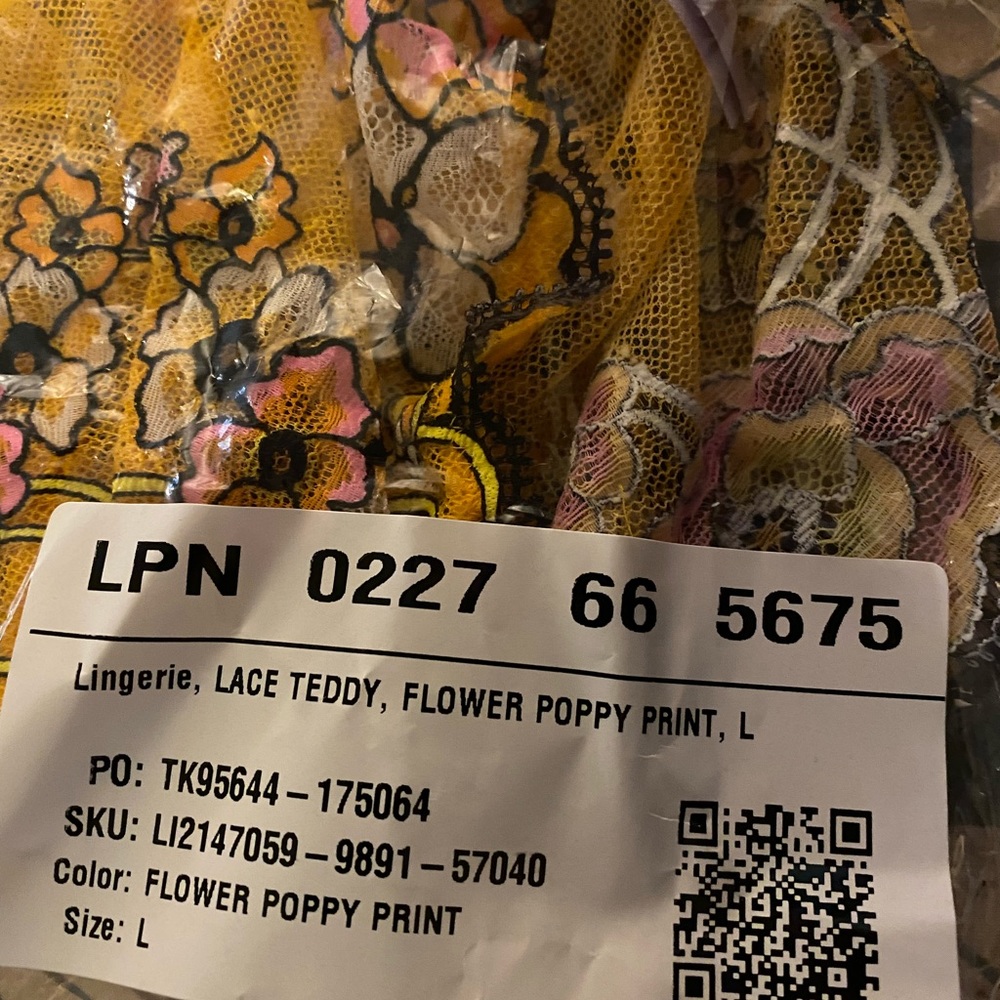 LPN 0227 66 5675
Lingerie, LACE TEDDY, FLOWER POPPY PRINT, L
PO: TK95644-175064
SKU: LI2147059-9891-57040
Color: FLOWER POPPY PRINT
Size: L